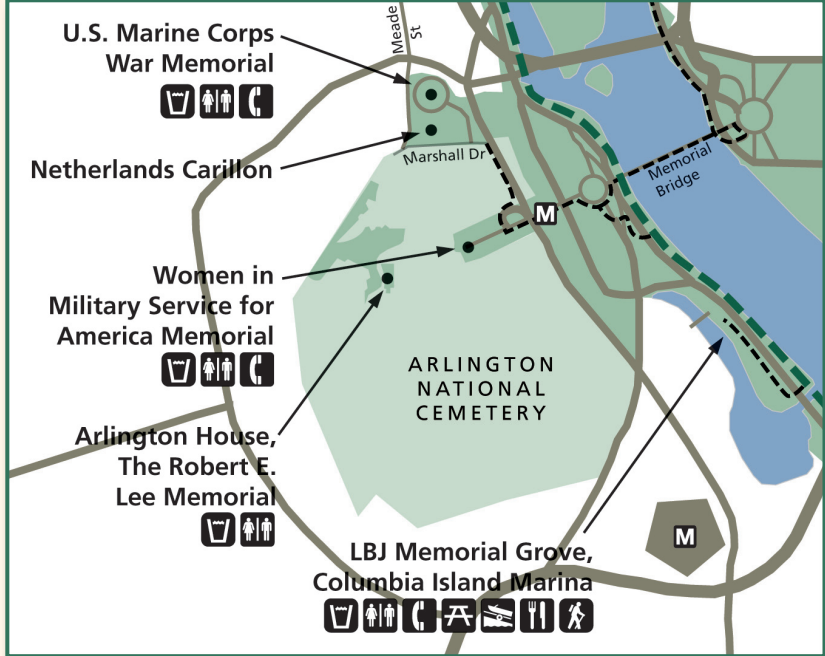 U.S. Marine Corps
War Memorial
Meade
St
Netherlands Carillon
Marshall Dr
Memorial
Bridge
M
Women in
Military Service for
America Memorial
ARLINGTON
NATIONAL
CEMETERY
Arlington House,
The Robert E.
Lee Memorial
M
LBJ Memorial Grove,
Columbia Island Marina